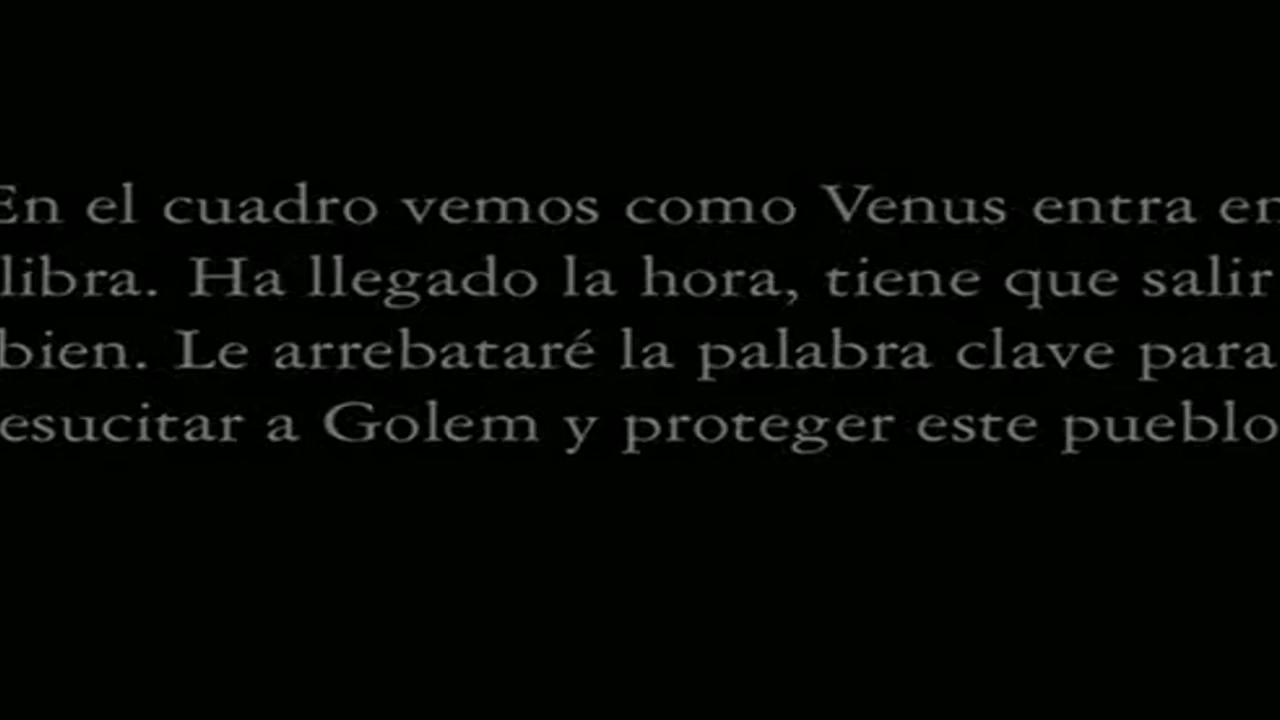 En el cuadro vemos como Venus entra en
libra. Ha llegado la hora, tiene que salir
bien. Le arrebataré la palabra clave para
esucitar a Golem y proteger este pueblo